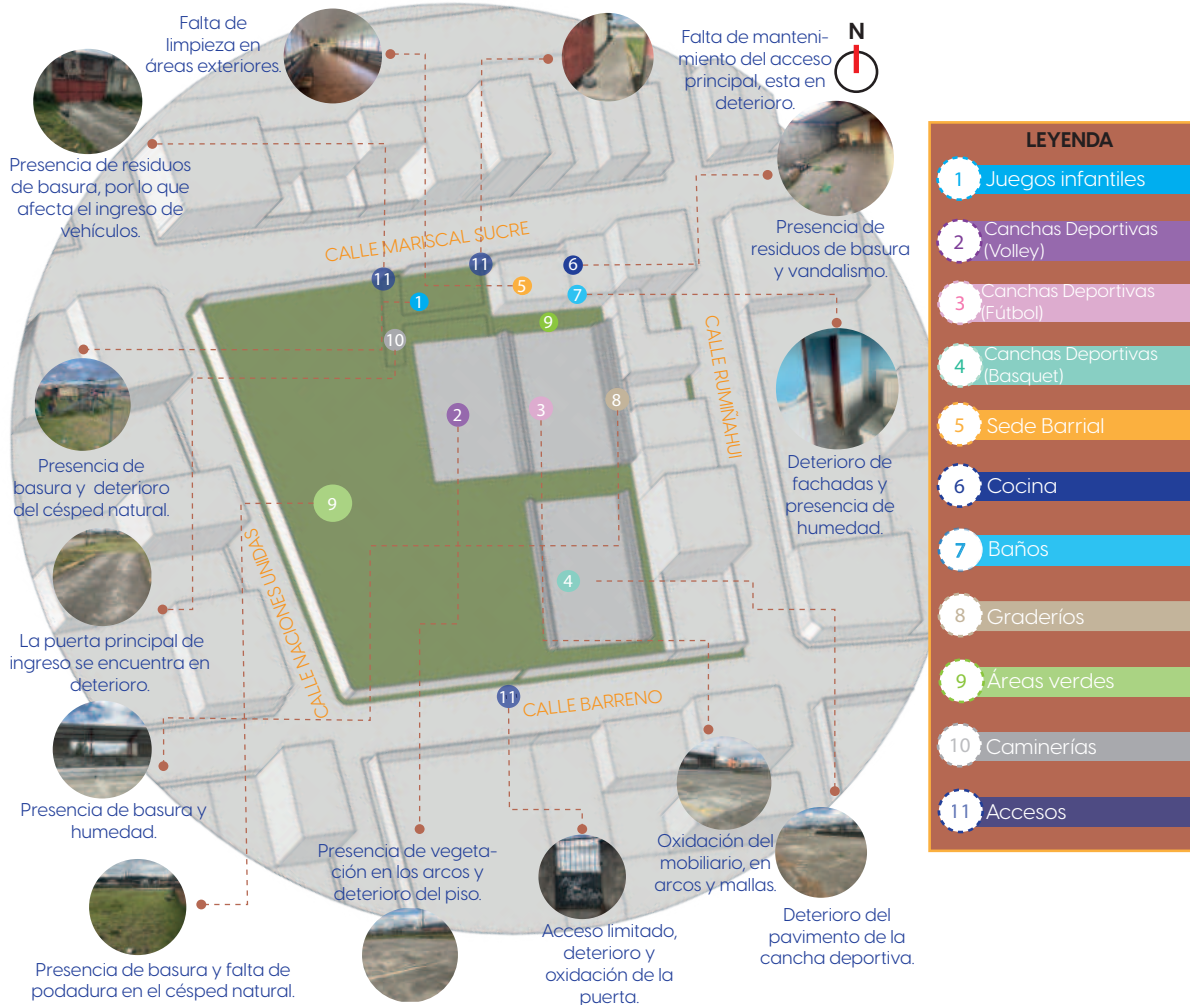 Falta de
limpieza en
áreas exteriores.
Falta de manteni-
miento del acceso
principal, esta en
deterioro.
N
Presencia de residuos
de basura, por lo que
afecta el ingreso de
vehículos.
Presencia de
residuos de basura
y vandalismo.
CALLE MARISCAL SUCRE
11
11
6
5
7
1
9
10
8
2
3
9
4
11
CALLE RUMIÑAHUI
CALLE NACIONES UNIDAS
CALLE BARRENO
Presencia de
basura y deterioro
del césped natural.
Deterioro de
fachadas y
presencia de
humedad.
La puerta principal de
ingreso se encuentra en
deterioro.
Presencia de basura y
humedad.
Presencia de vegeta-
ción en los arcos y
deterioro del piso.
Oxidación del
mobiliario, en
arcos y mallas.
Presencia de basura y falta de
podadura en el césped natural.
Acceso limitado,
deterioro y
oxidación de la
puerta.
Deterioro del
pavimento de la
cancha deportiva.
LEYENDA
1 Juegos infantiles
2 Canchas Deportivas
(Volley)
3 Canchas Deportivas
(Fútbol)
4 Canchas Deportivas
(Basquet)
5 Sede Barrial
6 Cocina
7 Baños
8 Graderíos
9 Áreas verdes
10 Caminerías
11 Accesos